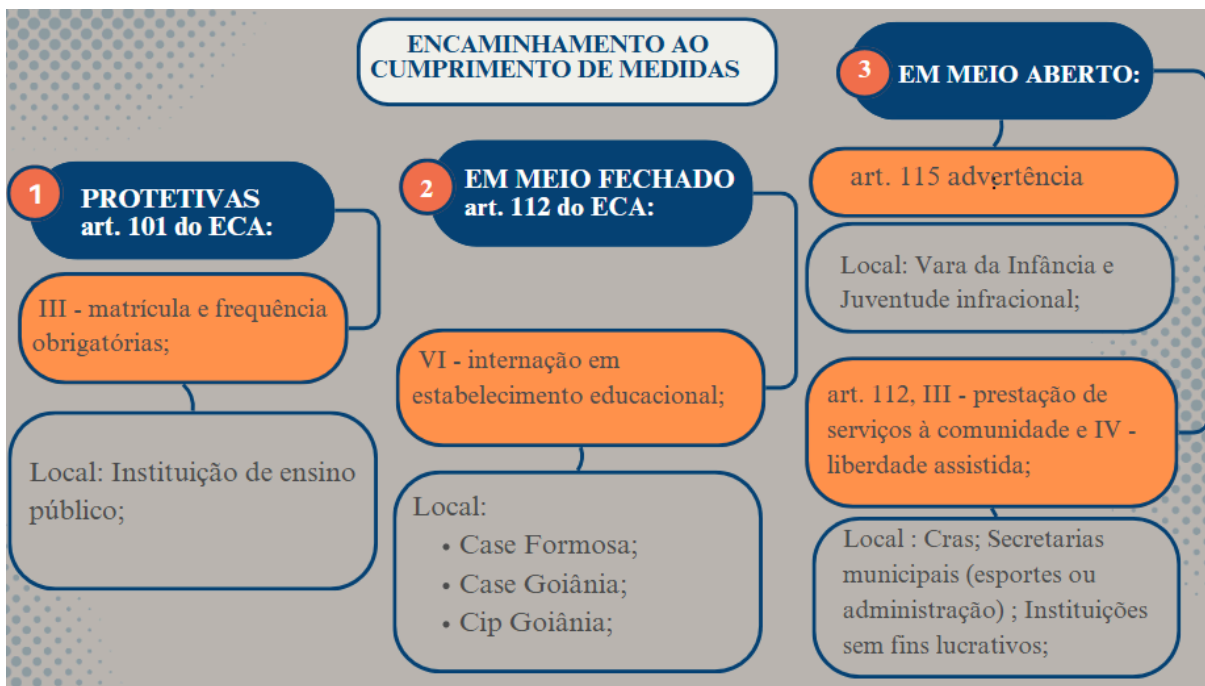 ENCAMINHAMENTO AO
CUMPRIMENTO DE MEDIDAS
1
PROTETIVAS
art. 101 do ECA:
III - matrícula e frequência
obrigatórias;
Local: Instituição de ensino
público;
2
EM MEIO FECHADO
art. 112 do ECA:
VI - internação em
estabelecimento educacional;
Local:
• Case Formosa;
• Case Goiânia;
• Cip Goiânia;
3
EM MEIO ABERTO:
art. 115 advertência
Local: Vara da Infância e
Juventude infracional;
art. 112, III - prestação de
serviços à comunidade e IV -
liberdade assistida;
Local : Cras; Secretarias
municipais (esportes ou
administração) ; Instituições
sem fins lucrativos;